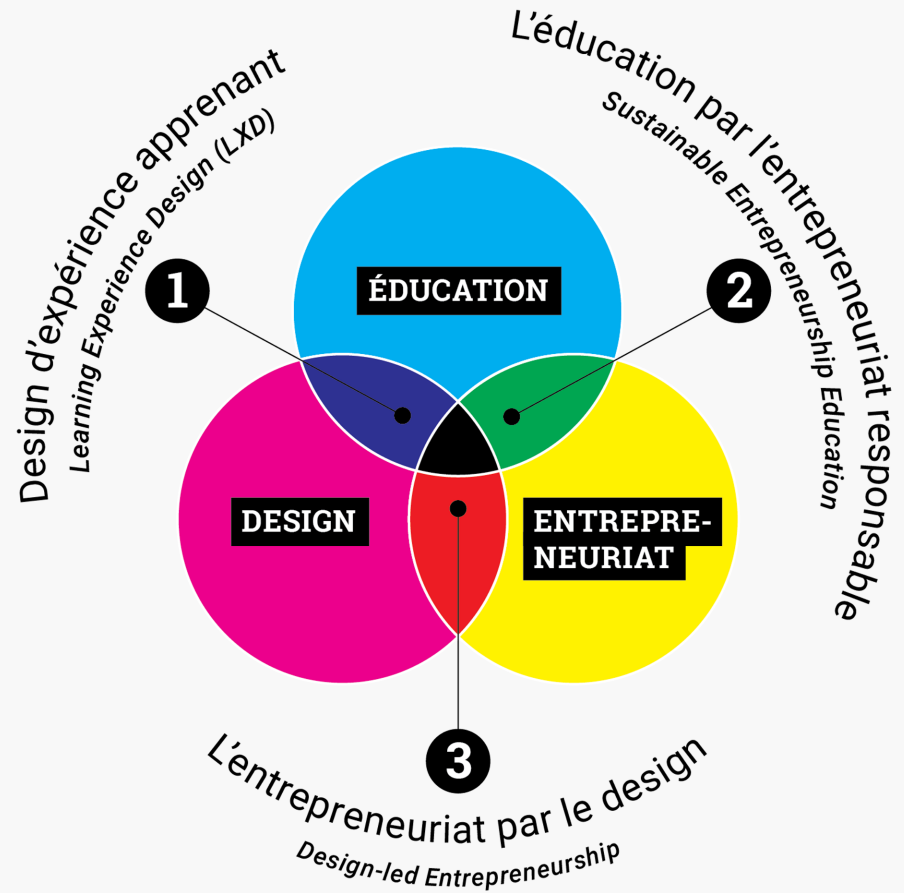 Design d'expérience apprenant
Learning Experience Design (LXD)
1
L'éducation par l'entrepreneuriat responsable
Sustainable Entrepreneurship Education
2
ÉDUCATION
DESIGN
ENTREPRE-
NEURIAT
3
L'entrepreneuriat par le design
Design-led Entrepreneurship